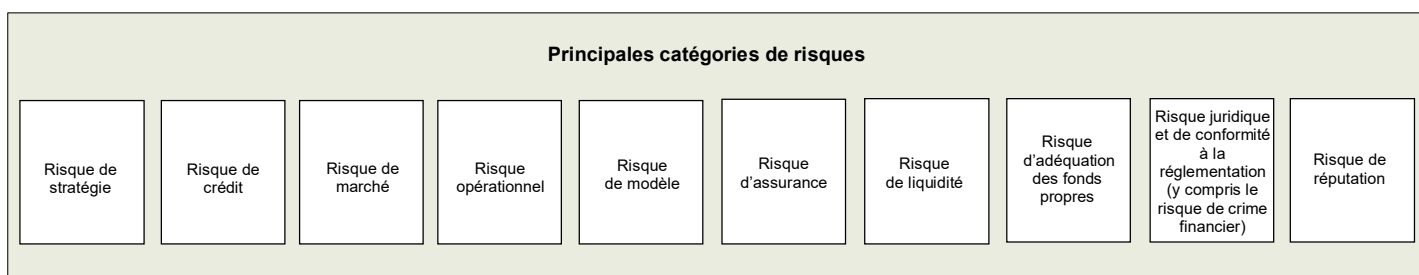 Principales catégories de risques
Risque de
stratégie
Risque de
crédit
Risque de
marché
Risque
opérationnel
Risque
de modèle
Risque
d'assurance
Risque
de liquidité
Risque
d'adéquation
des fonds
propres
Risque juridique
et de conformité
à la
réglementation
(y compris le
risque de crime
financier)
Risque de
réputation